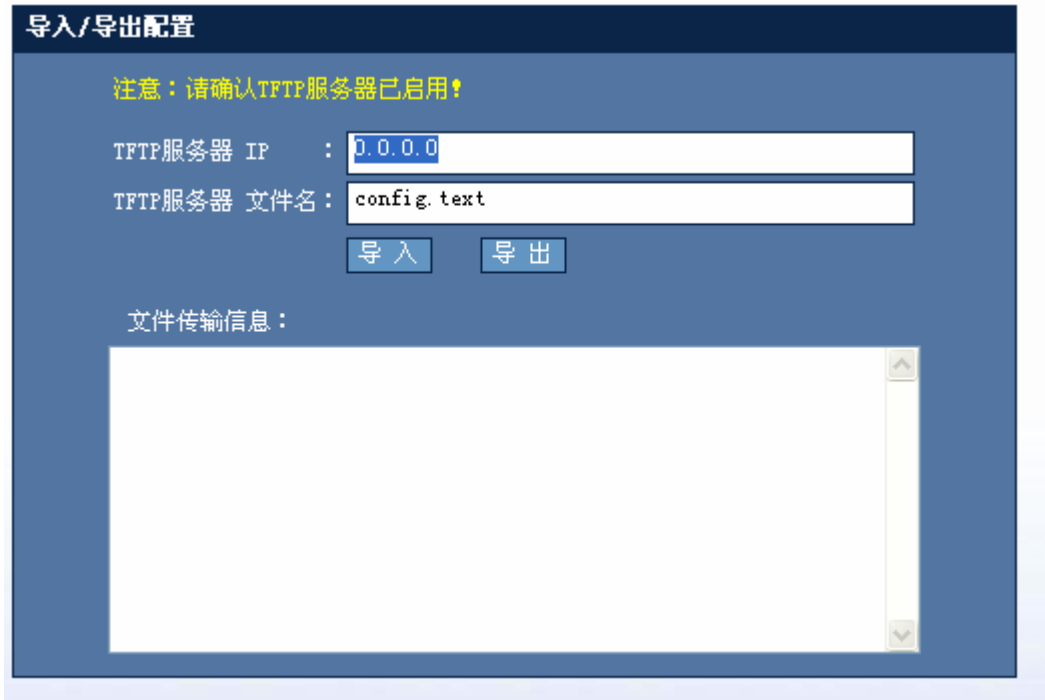 导入/导出配置
注意：请确认TFTP服务器已启用！
TFTP服务器 IP ： 0.0.0.0
TFTP服务器 文件名： config.text
导 入 导 出
文件传输信息：